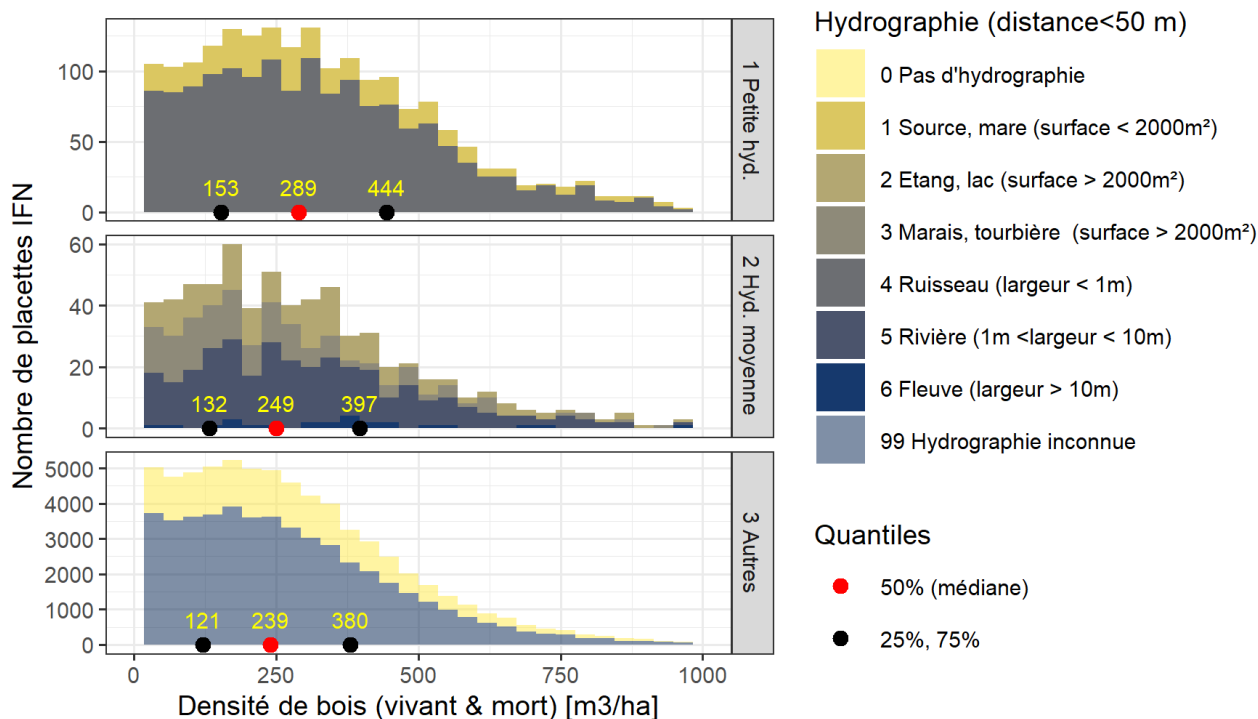 Nombre de placettes IFN
100
50
0
153 289 444
1 Petite hyd.
60
40
20
0
132 249 397
2 Hyd. moyenne
5000
4000
3000
2000
1000
0
121 239 380
3 Autres
0 250 500 750 1000
Densité de bois (vivant & mort) [m3/ha]
Hydrographie (distance<50 m)
0 Pas d'hydrographie
1 Source, mare (surface < 2000m²)
2 Etang, lac (surface > 2000m²)
3 Marais, tourbière  (surface > 2000m²)
4 Ruisseau (largeur < 1m)
5 Rivière (1m <largeur < 10m)
6 Fleuve (largeur > 10m)
99 Hydrographie inconnue
Quantiles
50% (médiane)
25%, 75%